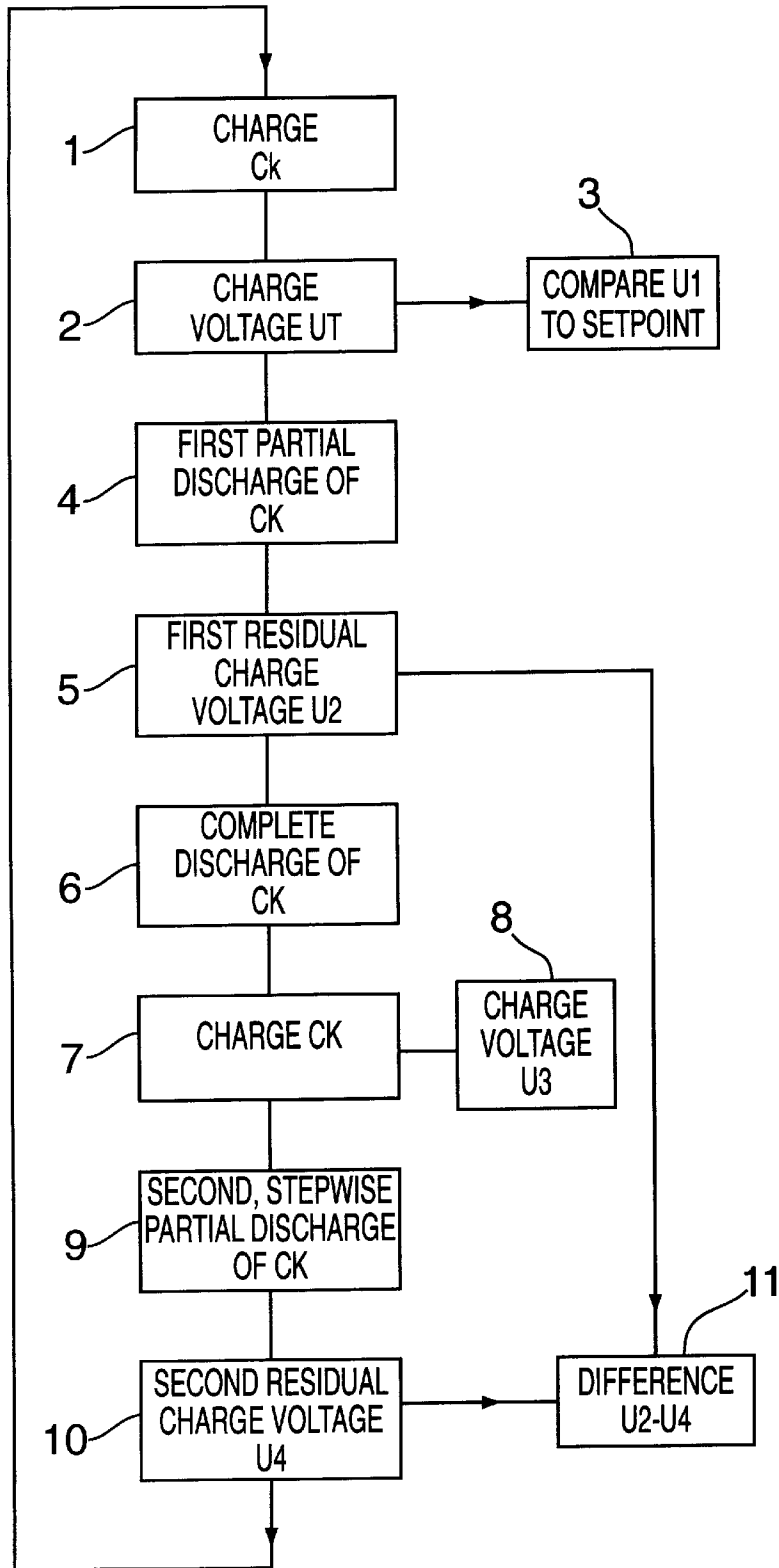 1
CHARGE
Ck
2
CHARGE
VOLTAGE UT
3
COMPARE U1
TO SETPOINT
4
FIRST PARTIAL
DISCHARGE OF
CK
5
FIRST RESIDUAL
CHARGE
VOLTAGE U2
6
COMPLETE
DISCHARGE OF
CK
7
CHARGE CK
8
CHARGE
VOLTAGE
U3
9
SECOND, STEPWISE
PARTIAL DISCHARGE
OF CK
10
SECOND RESIDUAL
CHARGE VOLTAGE
U4
11
DIFFERENCE
U2-U4